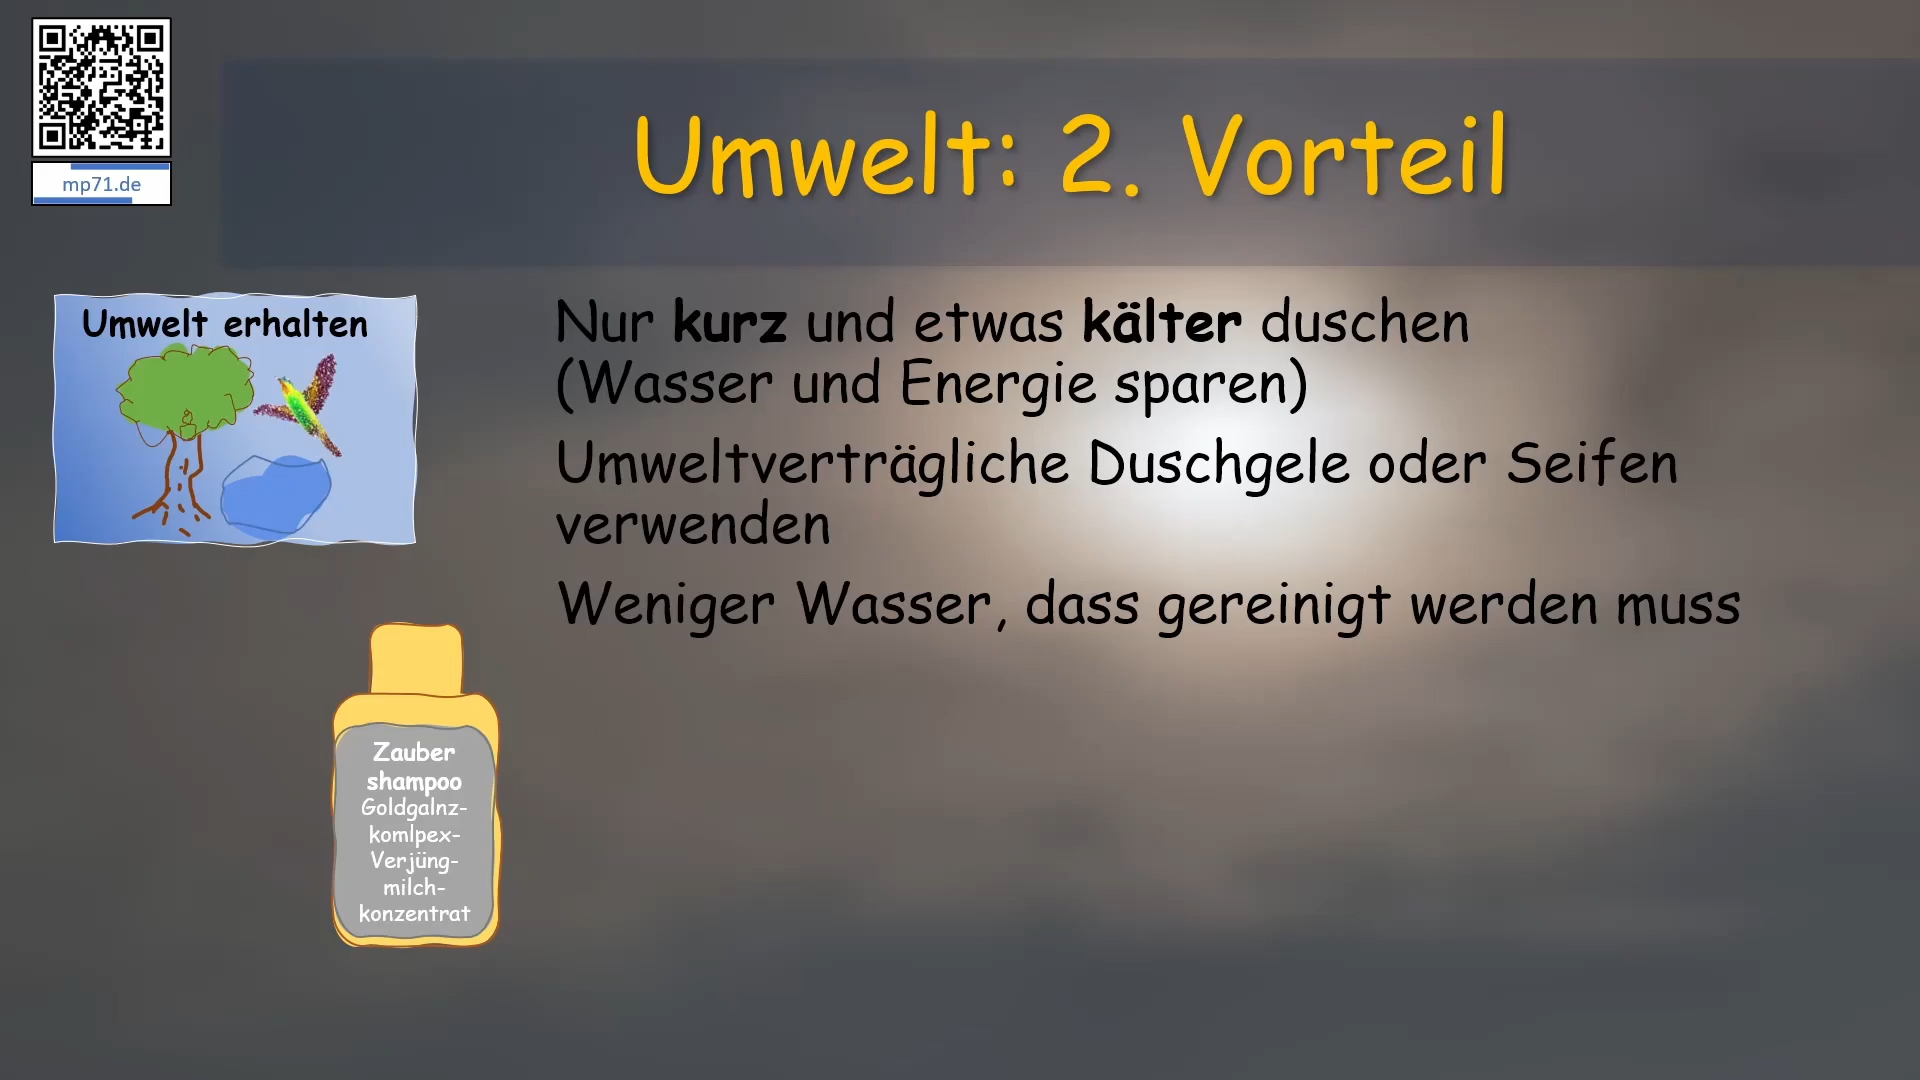 mp71.de
Umwelt: 2. Vorteil
Umwelt erhalten
Nur kurz und etwas kälter duschen
(Wasser und Energie sparen)
Umweltverträgliche Duschgele oder Seifen
verwenden
Weniger Wasser, dass gereinigt werden muss
Zauber
shampoo
Goldgalnz-
komlpex-
Verjüng-
milch-
konzentrat